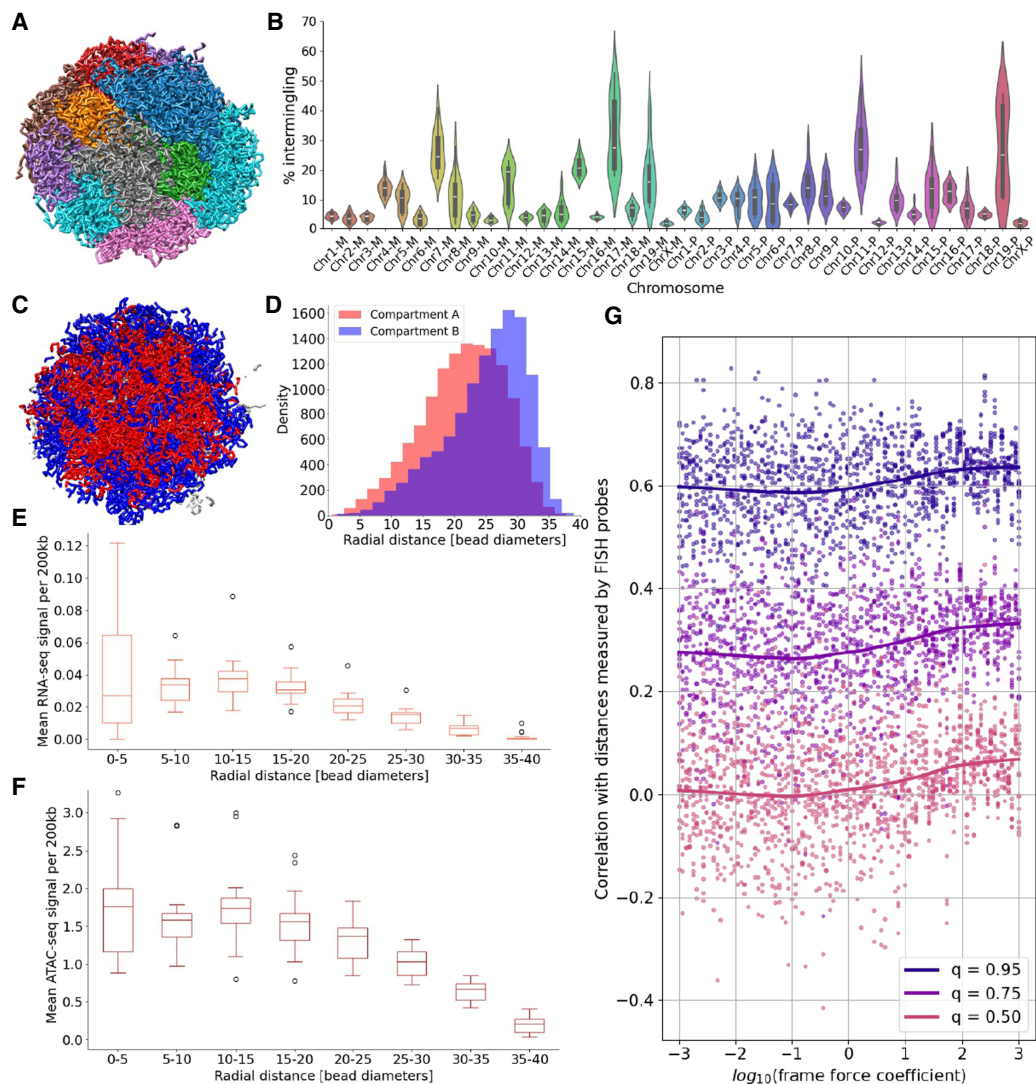 A
B
70
60
50
40
30
20
10
0
% intermingling
Chr1-M
Chr2-M
Chr3-M
Chr4-M
Chr5-M
Chr6-M
Chr7-M
Chr8-M
Chr9-M
Chr10-M
Chr11-M
Chr12-M
Chr13-M
Chr14-M
Chr15-M
Chr16-M
Chr17-M
Chr18-M
Chr19-M
ChrX-M
Chr1-P
Chr2-P
Chr3-P
Chr4-P
Chr5-P
Chr6-P
Chr7-P
Chr8-P
Chr9-P
Chr10-P
Chr11-P
Chr12-P
Chr13-P
Chr14-P
Chr15-P
Chr16-P
Chr17-P
Chr18-P
Chr19-P
ChrX-P
Chromosome
C
D
1600
1400
1200
1000
800
600
400
200
0
Density
Compartment A
Compartment B
0 5 10 15 20 25 30 35 40
Radial distance [bead diameters]
E
0.12
0.10
0.08
0.06
0.04
0.02
0.00
Mean RNA-seq signal per 200kb
0-5 5-10 10-15 15-20 20-25 25-30 30-35 35-40
Radial distance [bead diameters]
F
3.0
2.5
2.0
1.5
1.0
0.5
0.0
Mean ATAC-seq signal per 200kb
0-5 5-10 10-15 15-20 20-25 25-30 30-35 35-40
Radial distance [bead diameters]
G
0.8
0.6
0.4
0.2
0.0
−0.2
−0.4
Correlation with distances measured by FISH probes
q = 0.95
q = 0.75
q = 0.50
−3 −2 −1 0 1 2 3
log10(frame force coefficient)